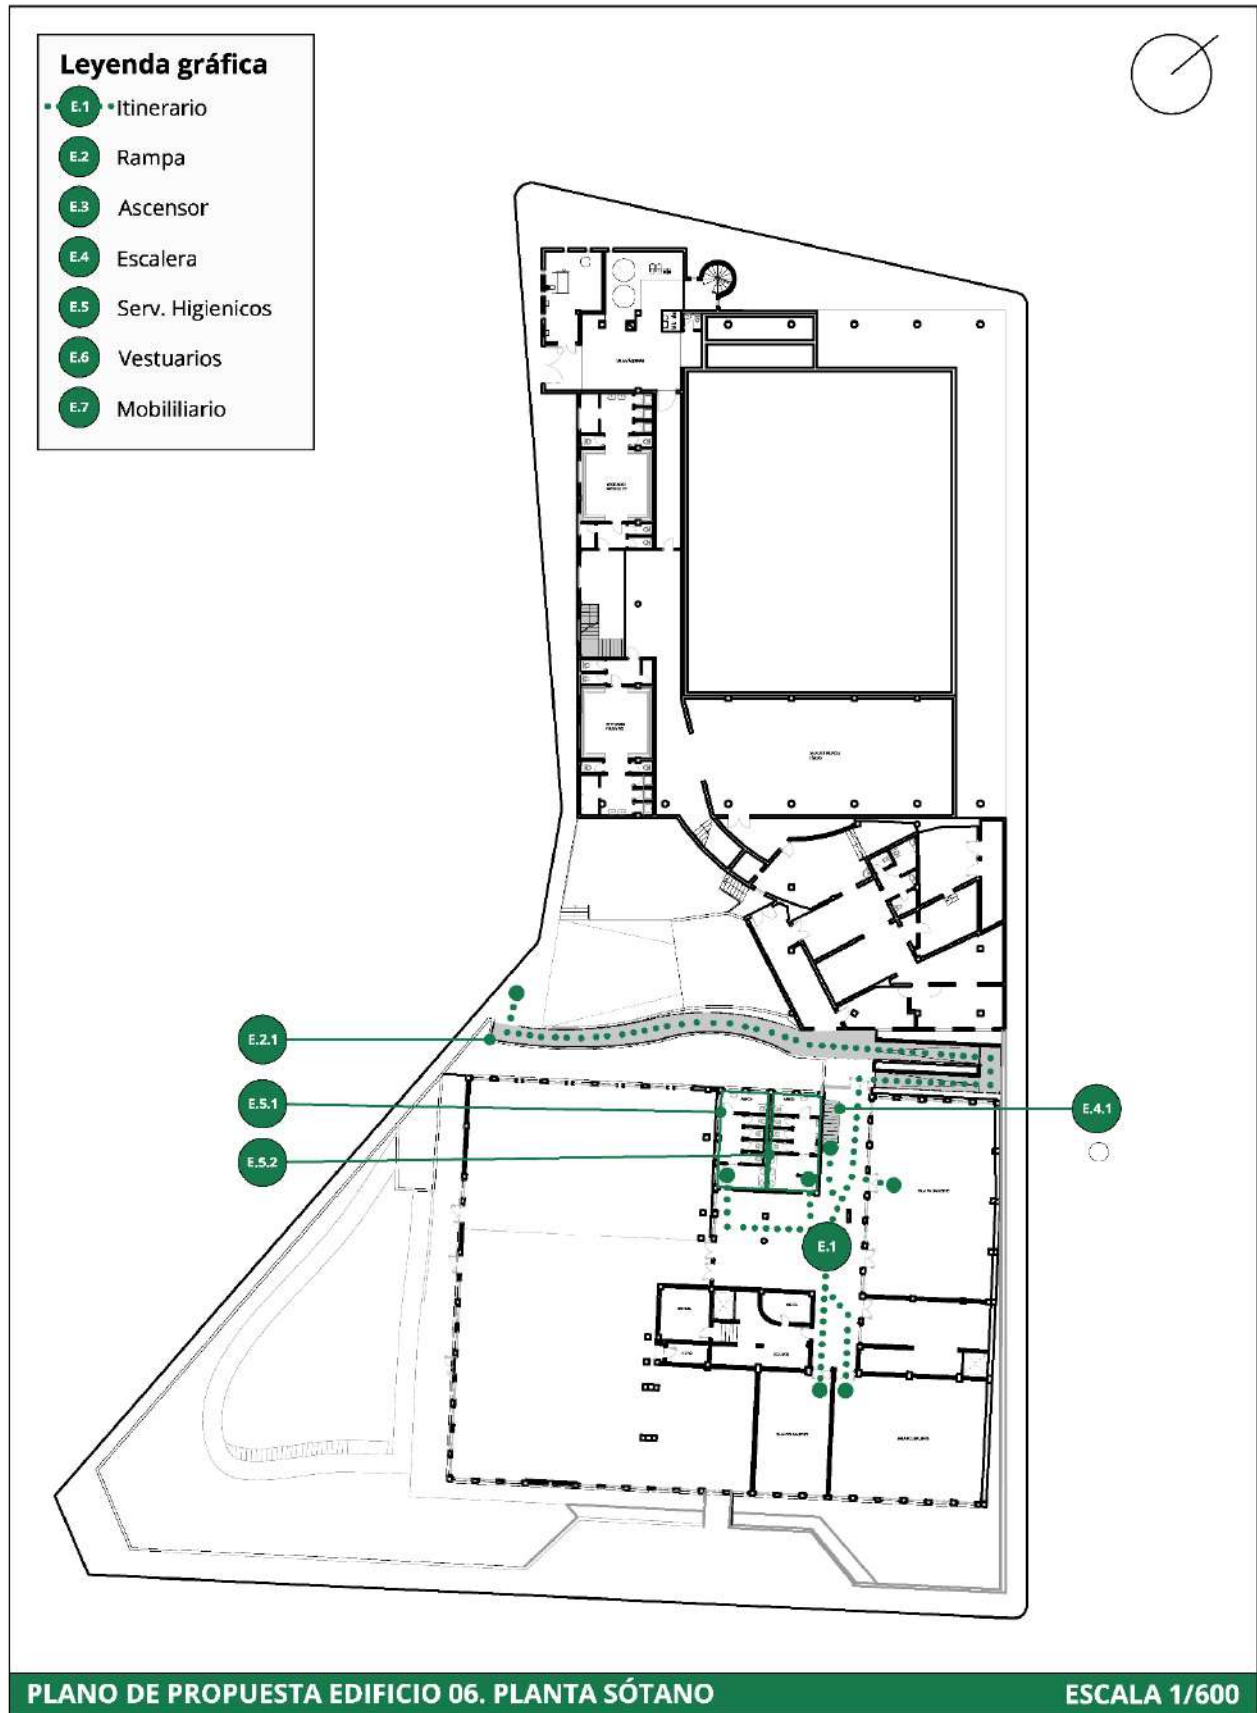 Leyenda gráfica
E.1 Itinerario
E.2 Rampa
E.3 Ascensor
E.4 Escalera
E.5 Serv. Higienicos
E.6 Vestuarios
E.7 Mobililiario
E.2.1
E.5.1
E.4.1
E.5.2
E.1
PLANO DE PROPUESTA EDIFICIO 06. PLANTA SÓTANO
ESCALA 1/600